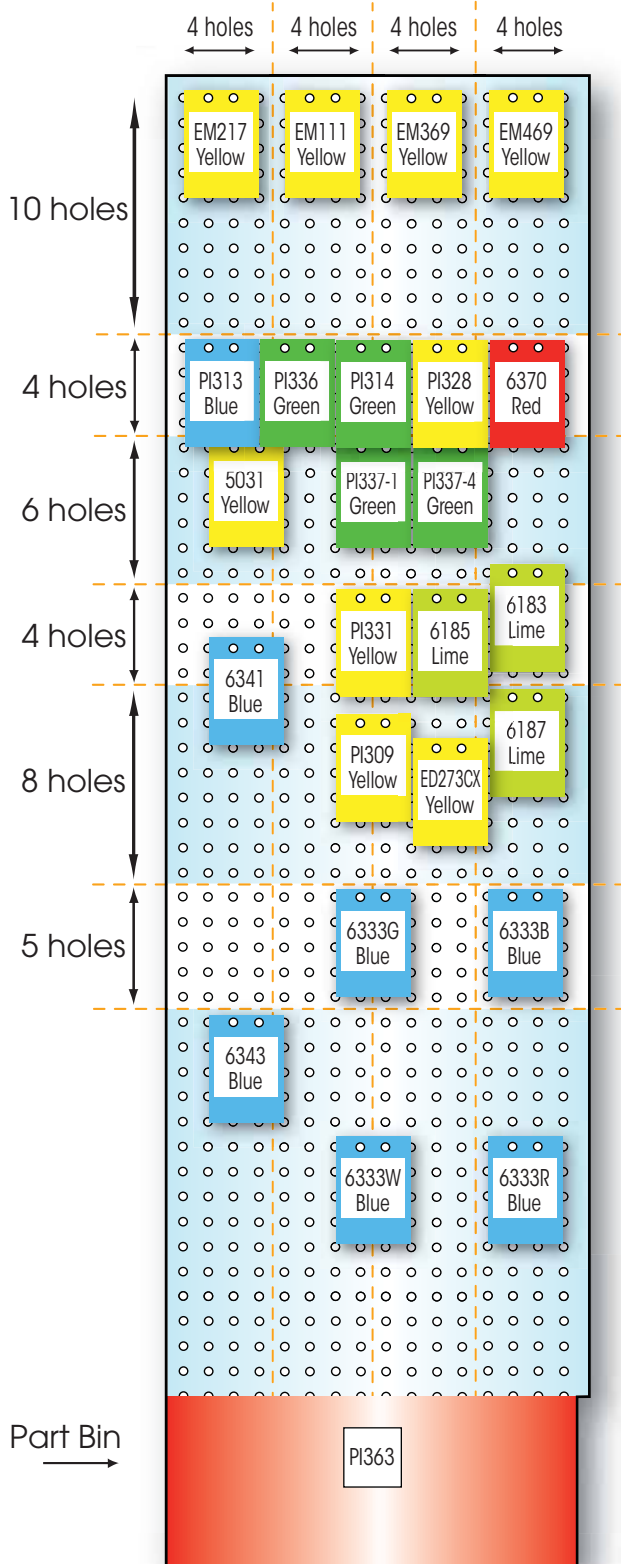 4 holes 4 holes 4 holes 4 holes
EM217 EM111 EM369 EM469
Yellow Yellow Yellow Yellow
10 holes
4 holes
PI313 PI336 PI314 PI328 6370
Blue Green Green Yellow Red
6 holes
5031 PI337-1 PI337-4
Yellow Green Green
4 holes
6183
Lime
PI331 6185
Yellow Lime
6341
Blue
8 holes
6187
Lime
PI309
Yellow
ED273CX
Yellow
5 holes
6333G 6333B
Blue Blue
6343
Blue
6333W 6333R
Blue Blue
Part Bin
PI363